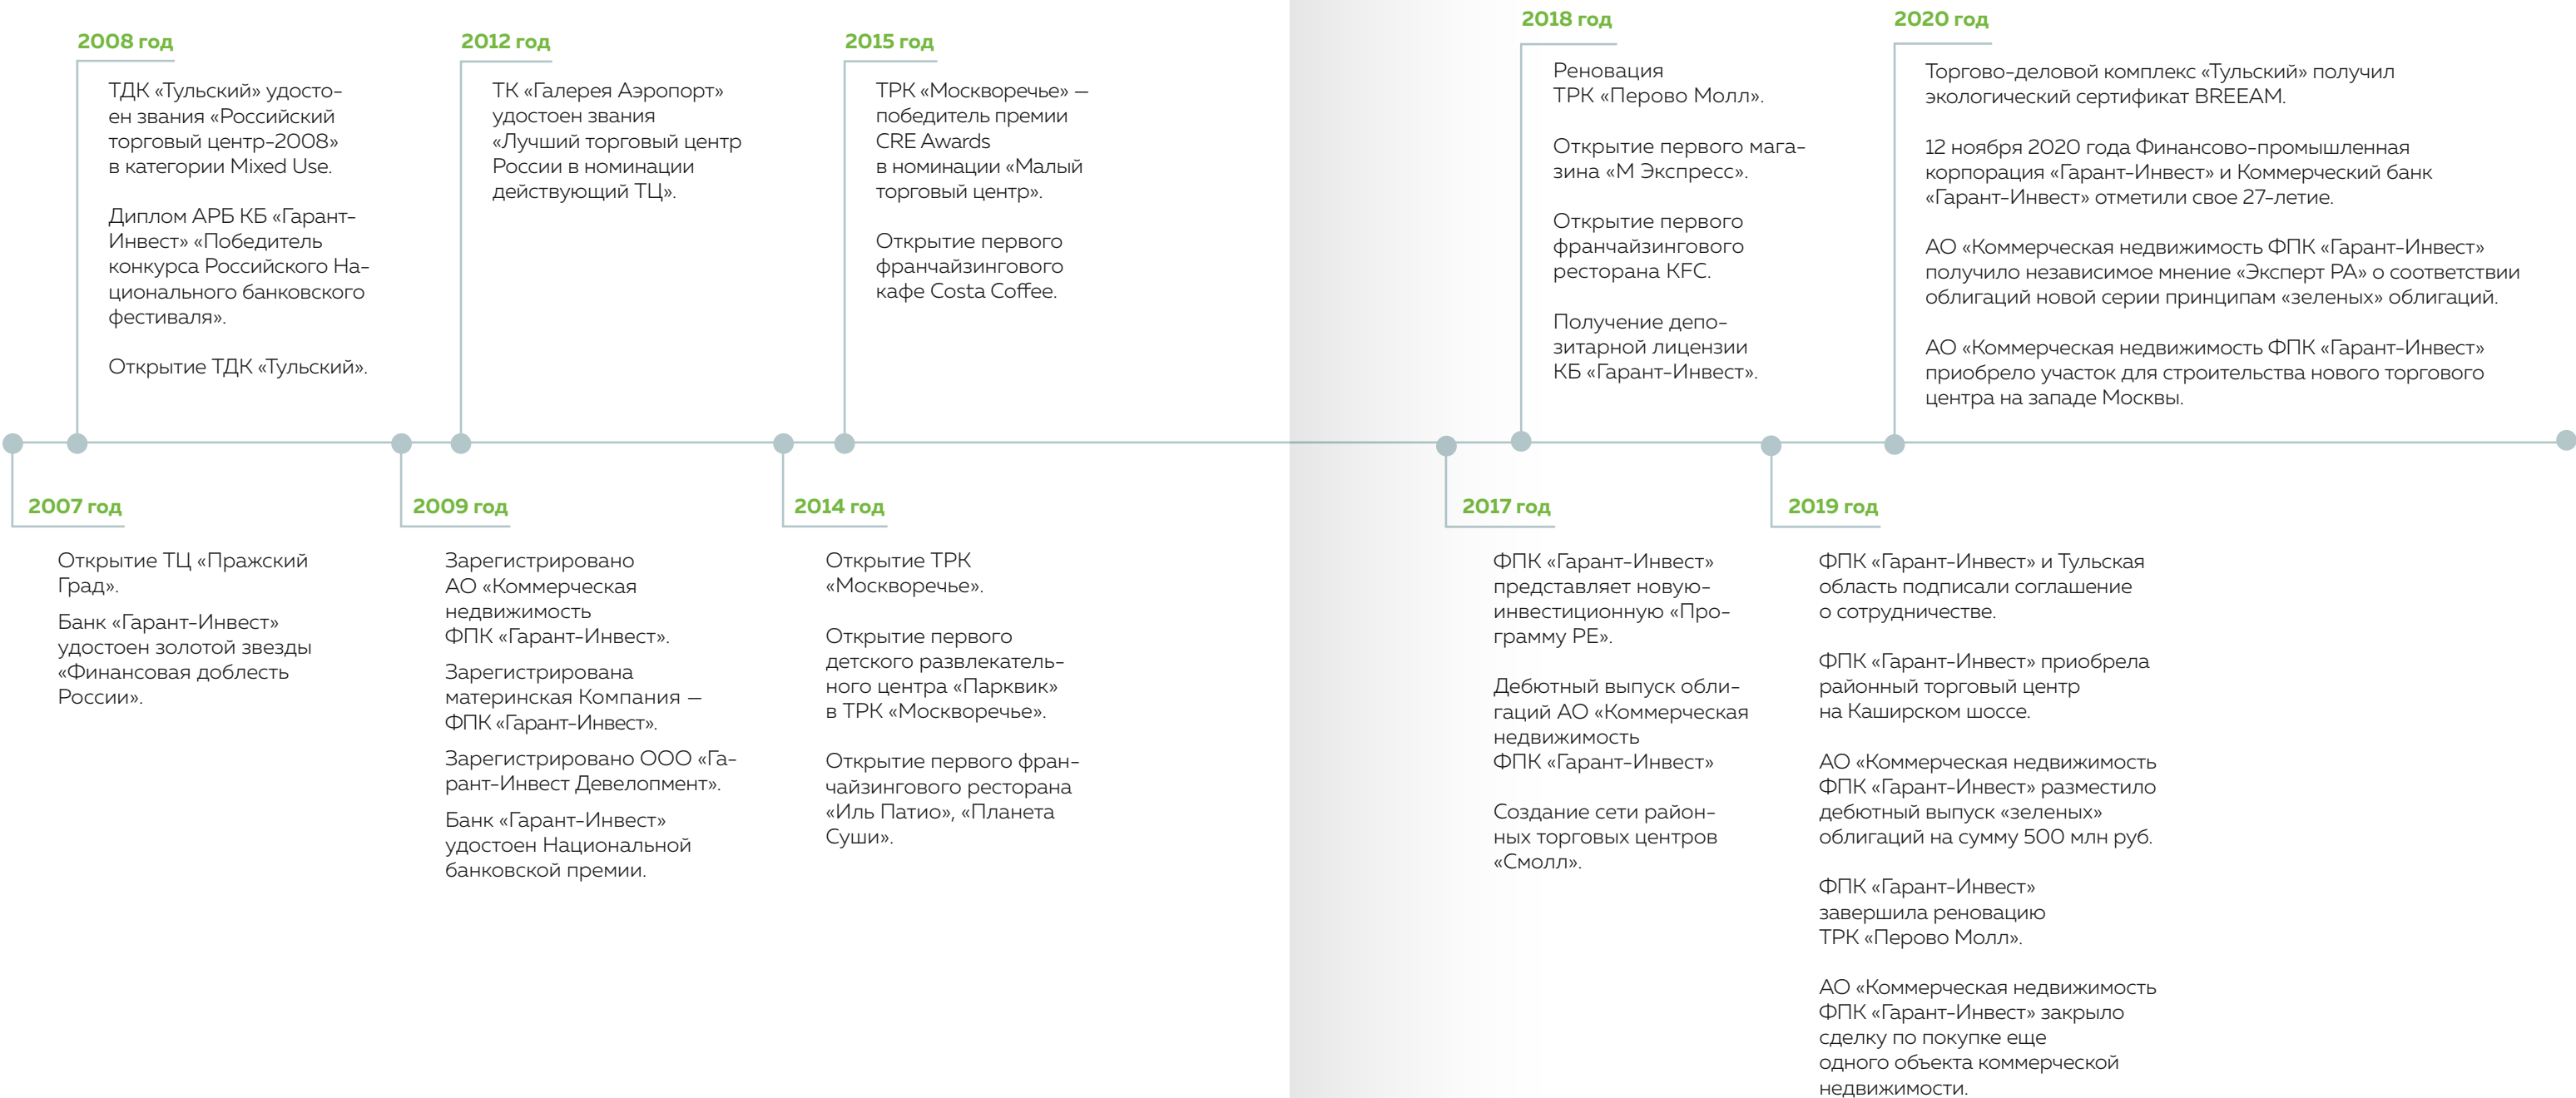 2008 год
ТДК «Тульский» удосто-
ен звания «Российский
торговый центр-2008»
в категории Mixed Use.
Диплом АРБ КБ «Гарант-
Инвест» «Победитель
конкурса Российского На-
ционального банковского
фестиваля».
Открытие ТДК «Тульский».
2012 год
ТК «Галерея Аэропорт»
удостоен звания
«Лучший торговый центр
России в номинации
действующий ТЦ».
2015 год
ТРК «Москворечье» —
победитель премии
CRE Awards
в номинации «Малый
торговый центр».
Открытие первого
франчайзингового
кафе Costa Coffee.
2018 год
Реновация
ТРК «Перово Молл».
Открытие первого мага-
зина «М Экспресс».
Открытие первого
франчайзингового
ресторана KFC.
Получение депо-
зитарной лицензии
КБ «Гарант-Инвест».
2020 год
Торгово-деловой комплекс «Тульский» получил
экологический сертификат BREEAM.
12 ноября 2020 года Финансово-промышленная
корпорация «Гарант-Инвест» и Коммерческий банк
«Гарант-Инвест» отметили свое 27-летие.
АО «Коммерческая недвижимость ФПК «Гарант-Инвест»
получило независимое мнение «Эксперт РА» о соответствии
облигаций новой серии принципам «зеленых» облигаций.
АО «Коммерческая недвижимость ФПК «Гарант-Инвест»
приобрело участок для строительства нового торгового
центра на западе Москвы.
2007 год
Открытие ТЦ «Пражский
Град».
Банк «Гарант-Инвест»
удостоен золотой звезды
«Финансовая доблесть
России».
2009 год
Зарегистрировано
АО «Коммерческая
недвижимость
ФПК «Гарант-Инвест».
Зарегистрирована
материнская Компания —
ФПК «Гарант-Инвест».
Зарегистрировано ООО «Га-
рант-Инвест Девелопмент».
Банк «Гарант-Инвест»
удостоен Национальной
банковской премии.
2014 год
Открытие ТРК
«Москворечье».
Открытие первого
детского развлекатель-
ного центра «Парквик»
в ТРК «Москворечье».
Открытие первого фран-
чайзингового ресторана
«Иль Патио», «Планета
Суши».
2017 год
ФПК «Гарант-Инвест»
представляет новую-
инвестиционную «Про-
грамму РЕ».
Дебютный выпуск обли-
гаций АО «Коммерческая
недвижимость
ФПК «Гарант-Инвест»
Создание сети район-
ных торговых центров
«Смолл».
2019 год
ФПК «Гарант-Инвест» и Тульская
область подписали соглашение
о сотрудничестве.
ФПК «Гарант-Инвест» приобрела
районный торговый центр
на Каширском шоссе.
АО «Коммерческая недвижимость
ФПК «Гарант-Инвест» разместило
дебютный выпуск «зеленых»
облигаций на сумму 500 млн руб.
ФПК «Гарант-Инвест»
завершила реновацию
ТРК «Перово Молл».
АО «Коммерческая недвижимость
ФПК «Гарант-Инвест» закрыло
сделку по покупке еще
одного объекта коммерческой
недвижимости.